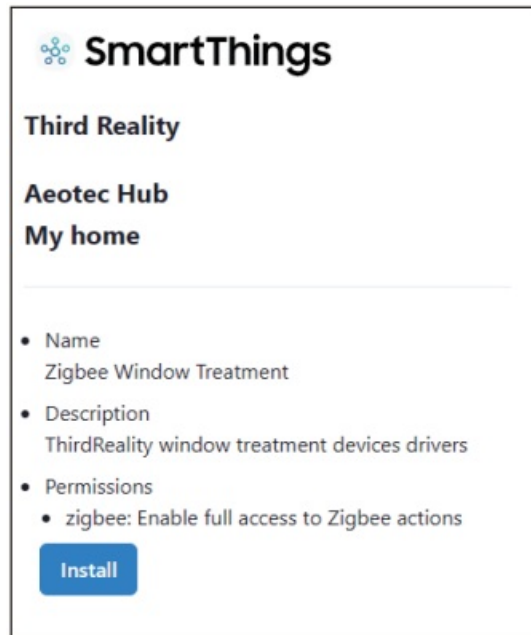 SmartThings
Third Reality
Aeotec Hub
My home
Name
Zigbee Window Treatment
Description
ThirdReality window treatment devices drivers
Permissions
zigbee: Enable full access to Zigbee actions
Install